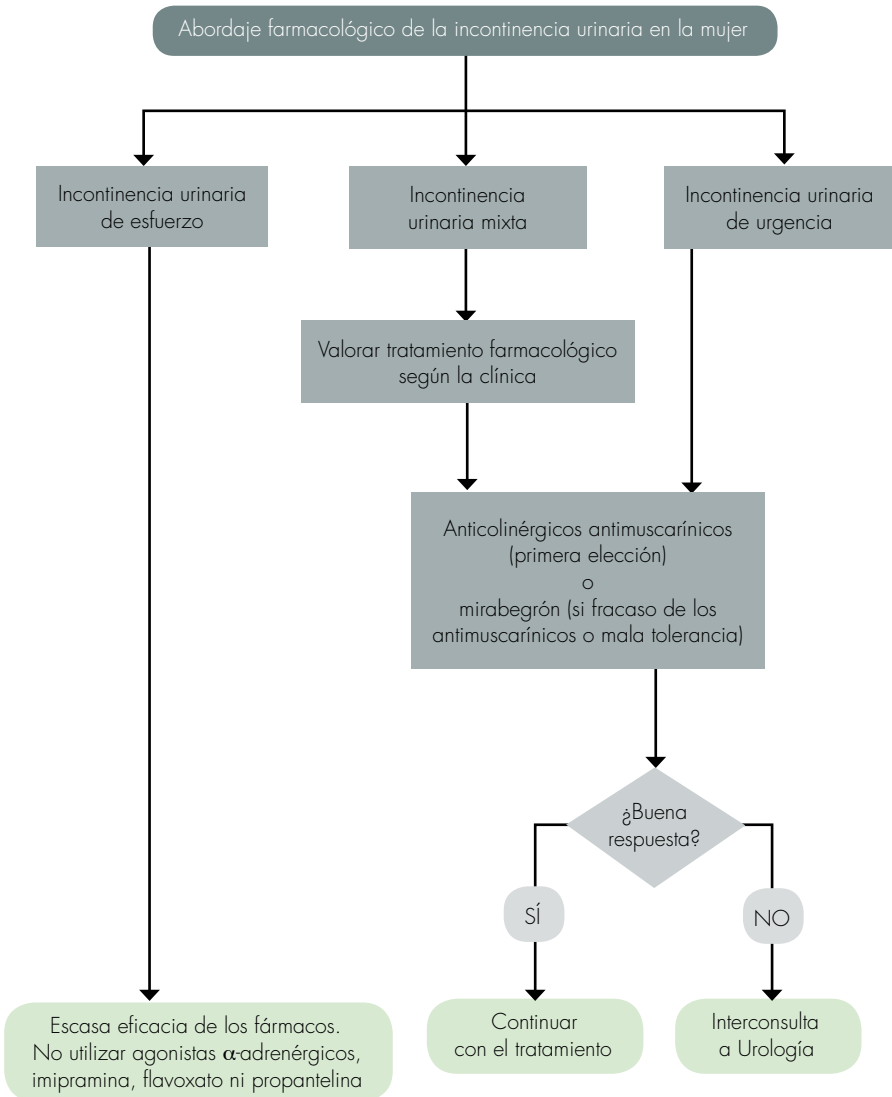 Abordaje farmacológico de la incontinencia urinaria en la mujer
Incontinencia urinaria
de esfuerzo
Incontinencia
urinaria mixta
Incontinencia urinaria
de urgencia
Valorar tratamiento farmacológico
según la clínica
Anticolinérgicos antimuscarínicos
(primera elección)
o
mirabegrón (si fracaso de los
antimuscarínicos o mala tolerancia)
¿Buena
respuesta?
SÍ
NO
Escasa eficacia de los fármacos.
No utilizar agonistas α-adrenérgicos,
imipramina, flavoxato ni propantelina
Continuar
con el tratamiento
Interconsulta
a Urología